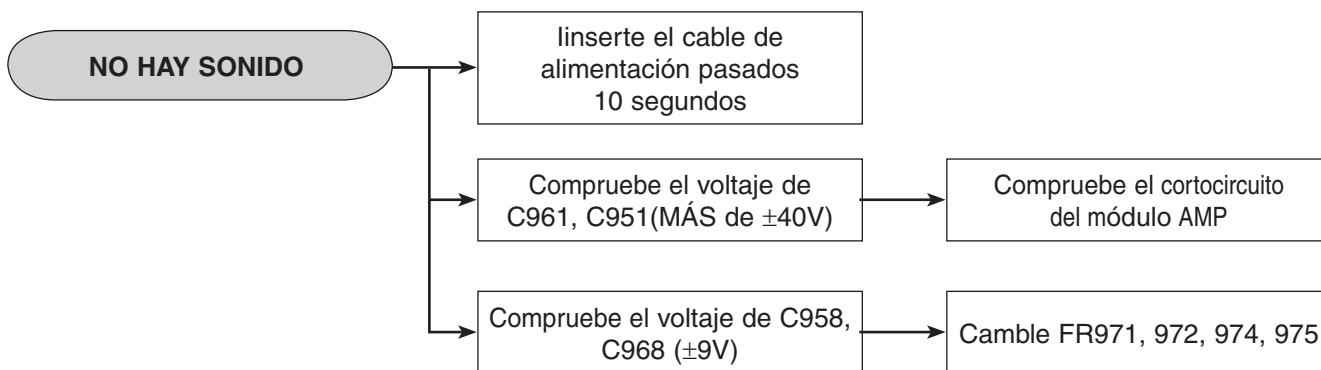 NO HAY SONIDO
Iinserte el cable de
alimentación pasados
10 segundos
Compruebe el voltaje de
C961, C951(MÁS de ±40V)
Compruebe el cortocircuito
del módulo AMP
Compruebe el voltaje de C958,
C968 (±9V)
Camble FR971, 972, 974, 975